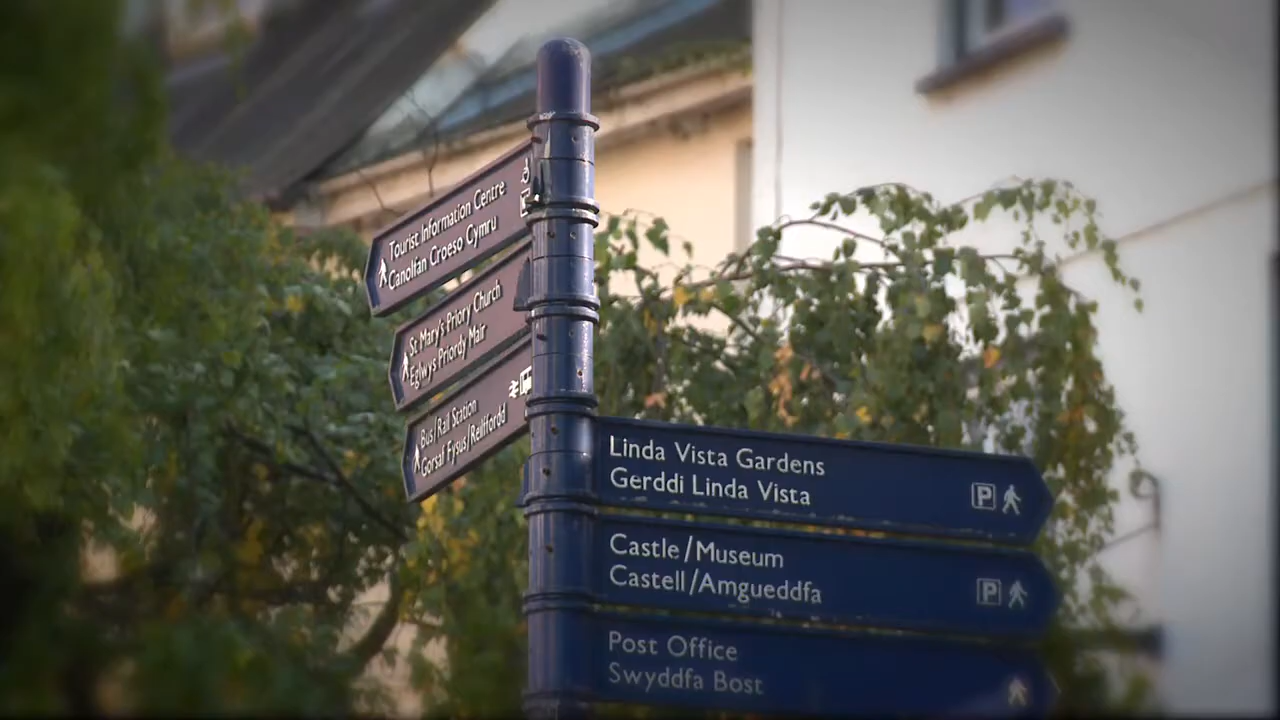 Tourist Information Centre
Canolfan Croeso Cymru
St Mary's Priory Church
Eglwys Priordy Mair
Bus/Rail Station
Gorsaf Fysus/Reilffordd
Linda Vista Gardens
Gerddi Linda Vista
P
Castle/Museum
Castell/Amgueddfa
P
Post Office
Swyddfa Bost